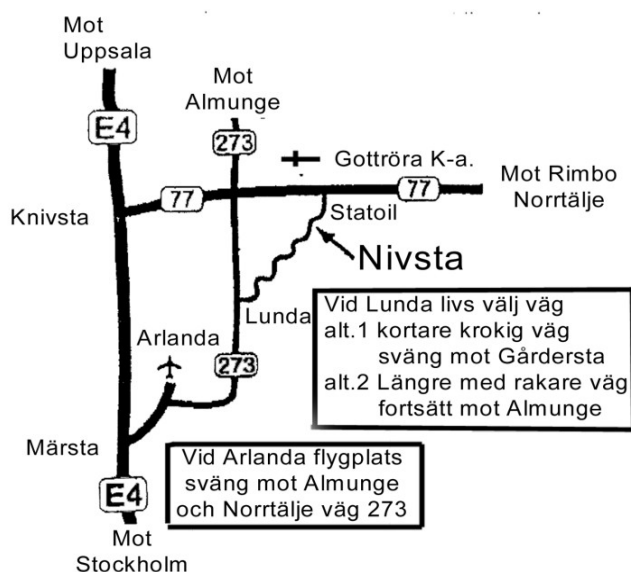 Mot
Uppsala
Mot
Almunge
E4
273
Gottröra K-a.
Mot Rimbo
Norrtälje
77
77
Knivsta
Statoil
Nivsta
Lunda
Vid Lunda livs välj väg
alt.1 kortare krokig väg
sväng mot Gårdersta
alt.2 Längre med rakare väg
fortsätt mot Almunge
Arlanda
273
Märsta
Vid Arlanda flygplats
sväng mot Almunge
och Norrtälje väg 273
E4
Mot
Stockholm